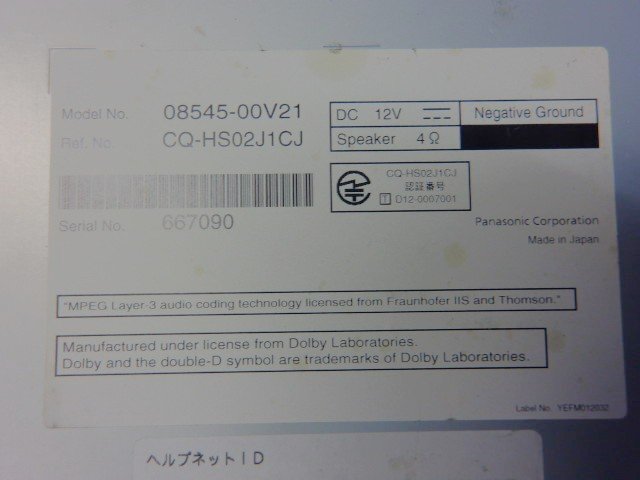 Model No. 08545-00V21
Ref. No. CQ-HS02J1CJ
DC 12V Negative Ground
Speaker 4Ω
CQ-HS02J1CJ
認証番号
T D12-0007001
Serial No. 667090
Panasonic Corporation
Made in Japan
"MPEG Layer-3 audio coding technology licensed from Fraunhofer IIS and Thomson."
Manufactured under license from Dolby Laboratories.
Dolby and the double-D symbol are trademarks of Dolby Laboratories.
Label No. YEFM012032
ヘルプネットID